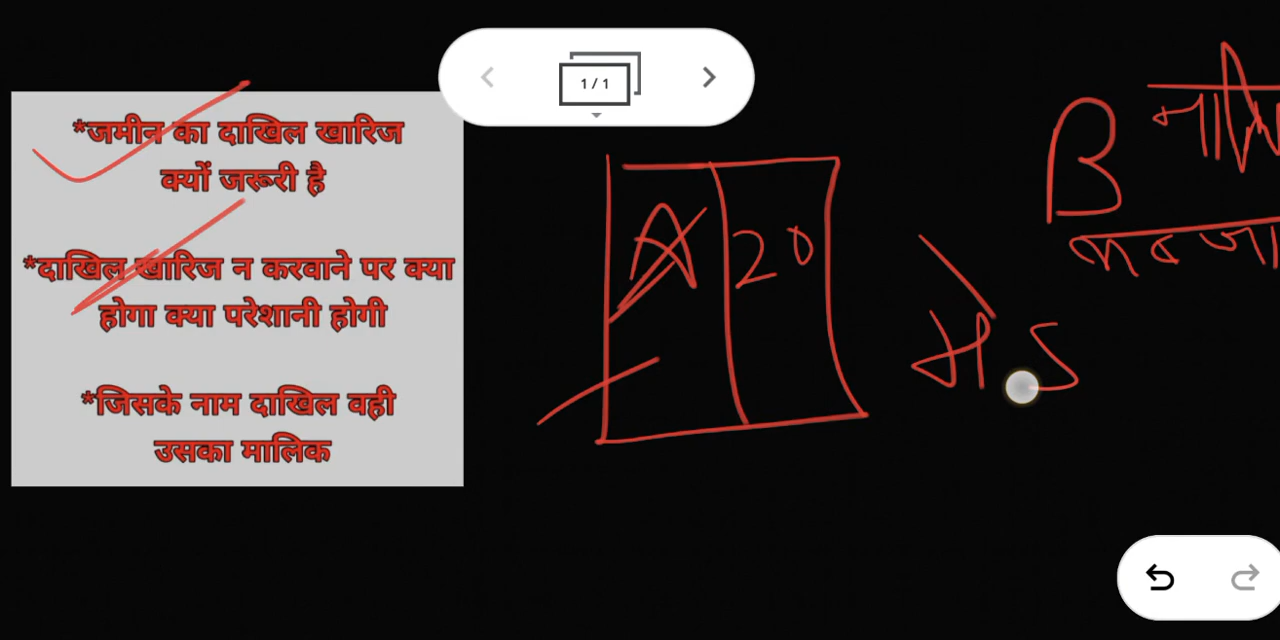 *जमीन का दाखिल खारिज
क्यों जरूरी है
*दाखिल खारिज न करवाने पर क्या
होगा क्या परेशानी होगी
*जिसके नाम दाखिल वही
उसका मालिक
1 / 1
A 20
B